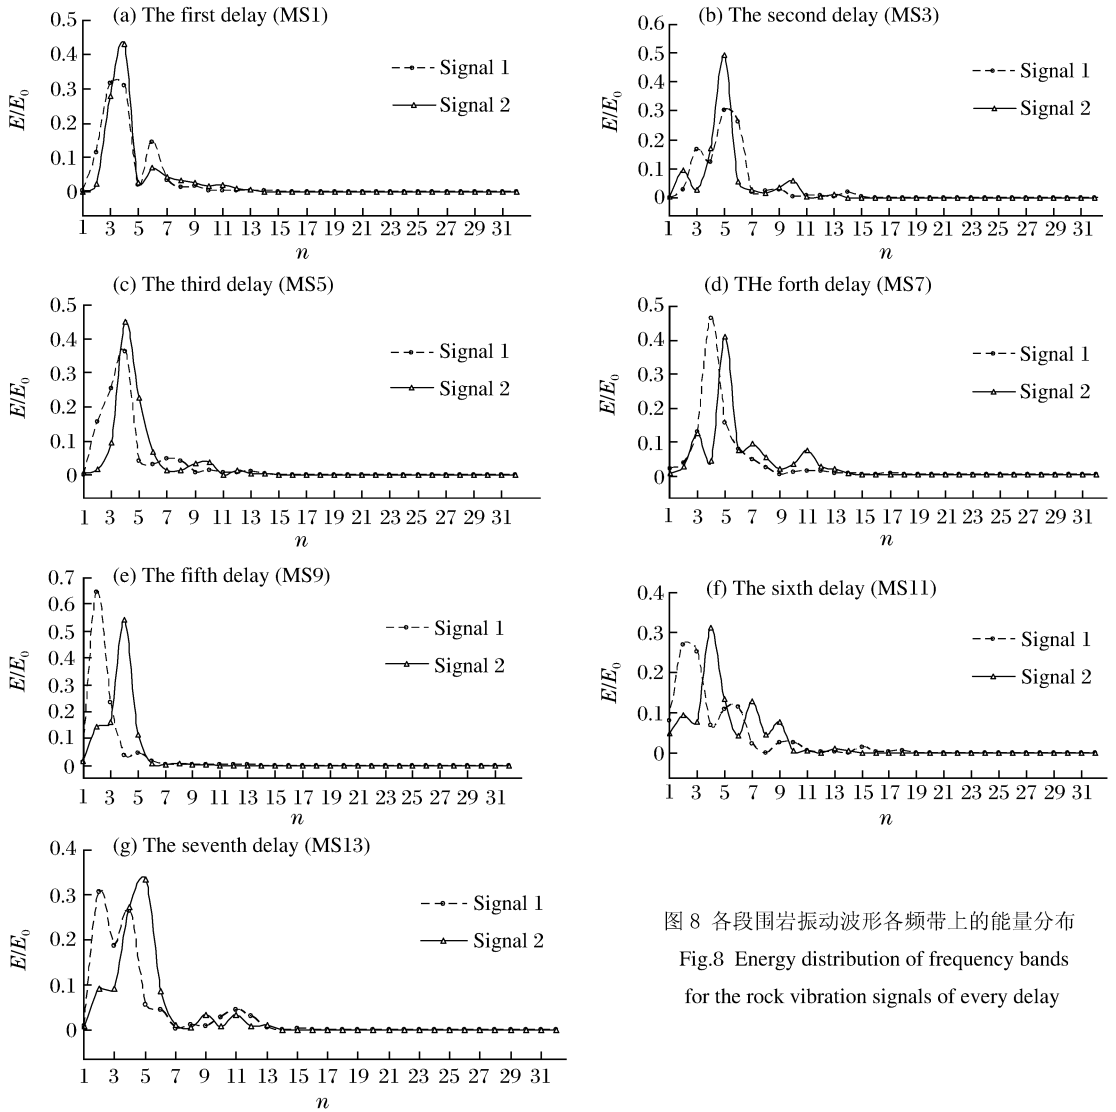 (a) The first delay (MS1)
0.5
0.4
0.3
0.2
0.1
0
E/E0
Signal 1
Signal 2
1 3 5 7 9 11 13 15 17 19 21 23 25 27 29 31
n
(b) The second delay (MS3)
0.6
0.5
0.4
0.3
0.2
0.1
0
E/E0
Signal 1
Signal 2
1 3 5 7 9 11 13 15 17 19 21 23 25 27 29 31
n
(c) The third delay (MS5)
0.5
0.4
0.3
0.2
0.1
0
E/E0
Signal 1
Signal 2
1 3 5 7 9 11 13 15 17 19 21 23 25 27 29 31
n
(d) THe forth delay (MS7)
0.5
0.4
0.3
0.2
0.1
0
E/E0
Signal 1
Signal 2
1 3 5 7 9 11 13 15 17 19 21 23 25 27 29 31
n
(e) The fifth delay (MS9)
0.7
0.6
0.5
0.4
0.3
0.2
0.1
0
E/E0
Signal 1
Signal 2
1 3 5 7 9 11 13 15 17 19 21 23 25 27 29 31
n
(f) The sixth delay (MS11)
0.4
0.3
0.2
0.1
0
E/E0
Signal 1
Signal 2
1 3 5 7 9 11 13 15 17 19 21 23 25 27 29 31
n
(g) The seventh delay (MS13)
0.4
0.3
0.2
0.1
0
E/E0
Signal 1
Signal 2
1 3 5 7 9 11 13 15 17 19 21 23 25 27 29 31
n
图 8 各段围岩振动波形各频带上的能量分布
Fig.8 Energy distribution of frequency bands
for the rock vibration signals of every delay